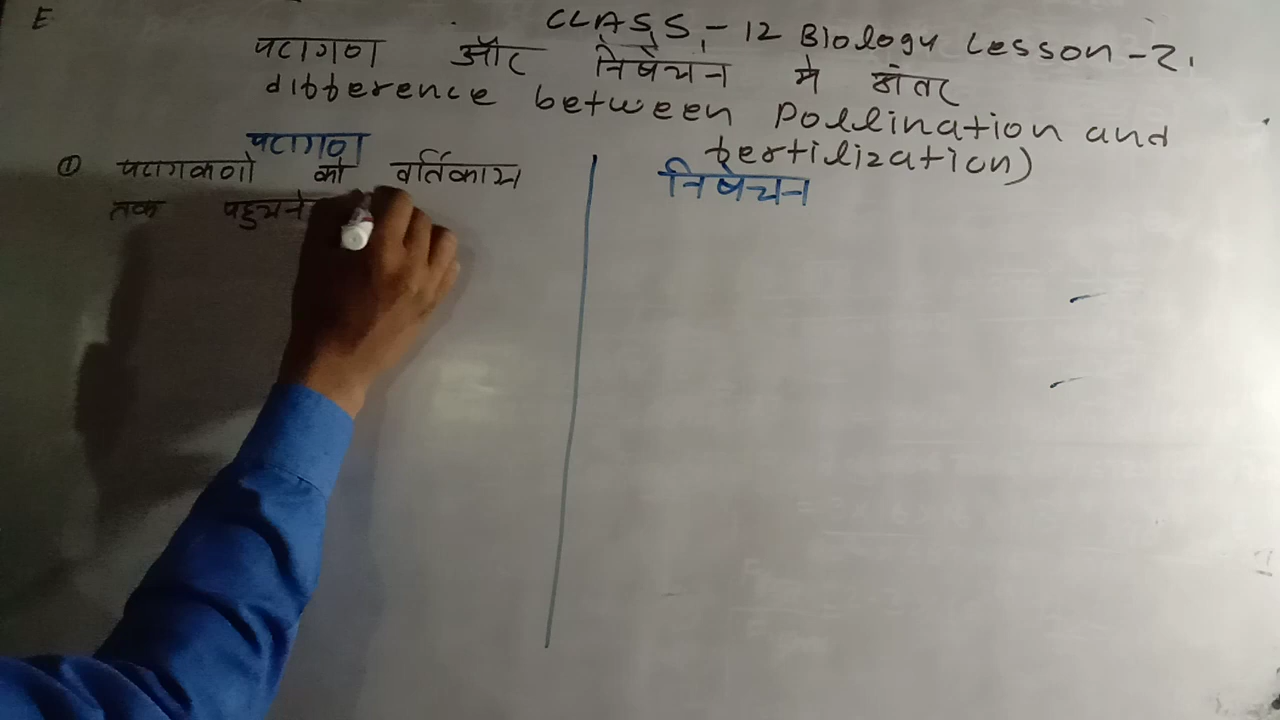 E
CLASS - 12 Biology Lesson - 2.
परागण और निषेचन मे अंतर
difference between Pollination and
fertilization)
परागण
निषेचन
① परागकणो को वर्तिकाग्र
तक पहुचने